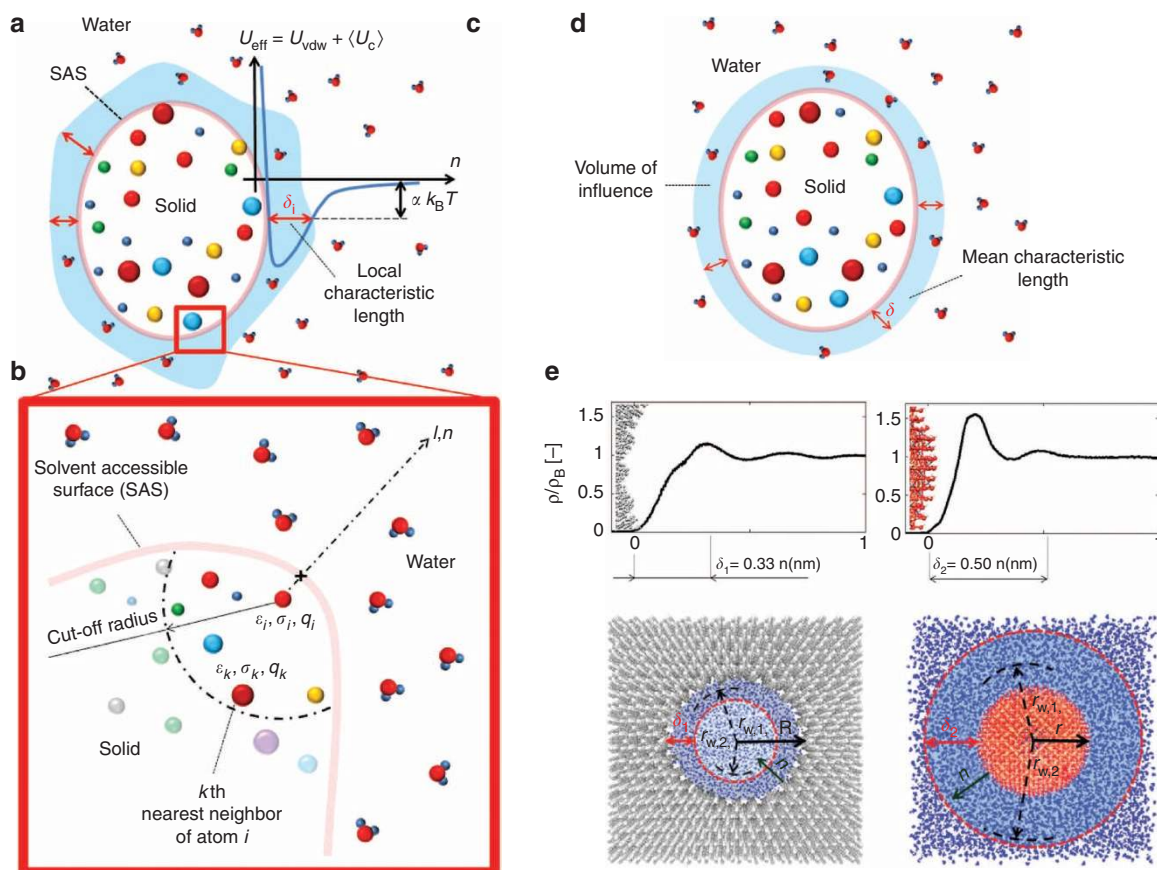 a
Water
SAS
Solid
c
U_eff = U_vdw + ⟨U_c⟩
n
α k_B T
δ_i
Local
characteristic
length
d
Water
Volume of
influence
Solid
Mean characteristic
length
δ
b
Solvent accessible
surface (SAS)
l,n
Water
Cut-off radius
ε_i, σ_i, q_i
ε_k, σ_k, q_k
Solid
kth
nearest neighbor
of atom i
e
ρ/ρ_B [–]
1.5
1
0.5
0
0
1
δ_1 = 0.33 n(nm)
1.5
1
0.5
0
0
1
δ_2 = 0.50 n(nm)
δ_1
r_w,1
r_w,2
R
n
δ_2
r_w,1
r
r_w,2
n